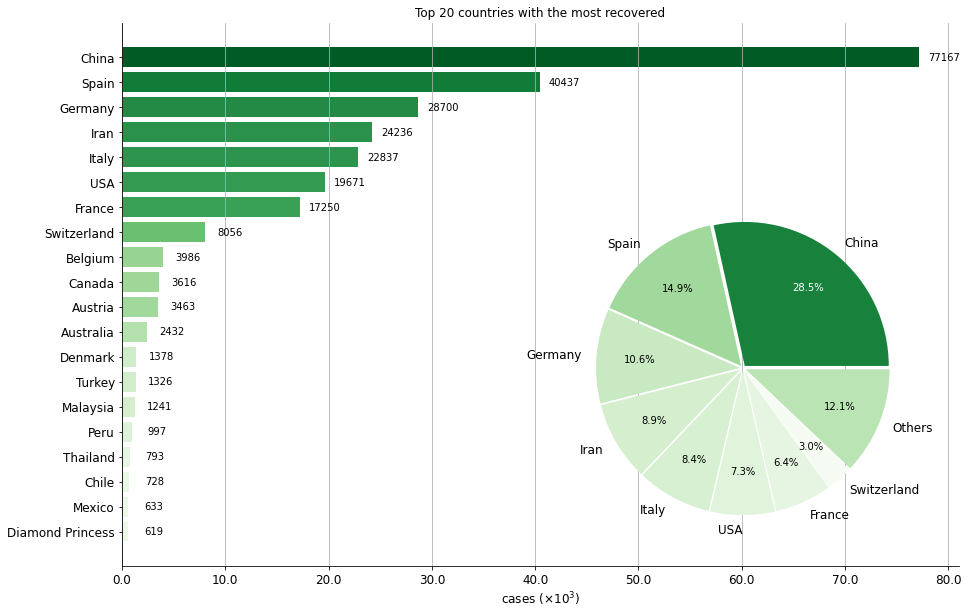 Top 20 countries with the most recovered
China 77167
Spain 40437
Germany 28700
Iran 24236
Italy 22837
USA 19671
France 17250
Switzerland 8056
Belgium 3986
Canada 3616
Austria 3463
Australia 2432
Denmark 1378
Turkey 1326
Malaysia 1241
Peru 997
Thailand 793
Chile 728
Mexico 633
Diamond Princess 619
0.0 10.0 20.0 30.0 40.0 50.0 60.0 70.0 80.0
cases (×10³)
China
28.5%
Spain
14.9%
Germany
10.6%
Iran
8.9%
Italy
8.4%
USA
7.3%
France
6.4%
Switzerland
3.0%
Others
12.1%